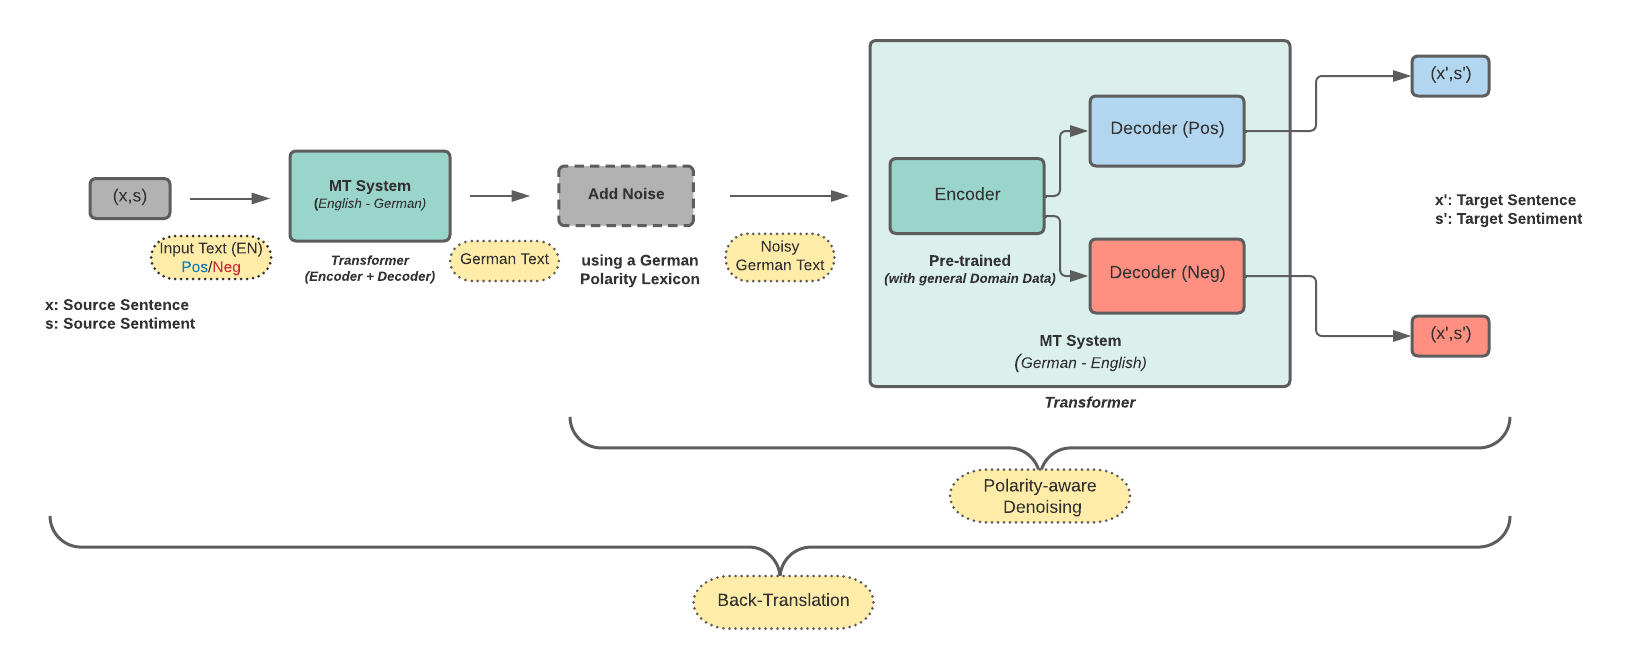 (x,s)
Input Text (EN)
Pos/Neg
x: Source Sentence
s: Source Sentiment
MT System
(English - German)
Transformer
(Encoder + Decoder)
German Text
Add Noise
using a German
Polarity Lexicon
Noisy
German Text
Encoder
Pre-trained
(with general Domain Data)
Decoder (Pos)
Decoder (Neg)
MT System
(German - English)
Transformer
(x',s')
x': Target Sentence
s': Target Sentiment
(x',s')
Polarity-aware
Denoising
Back-Translation